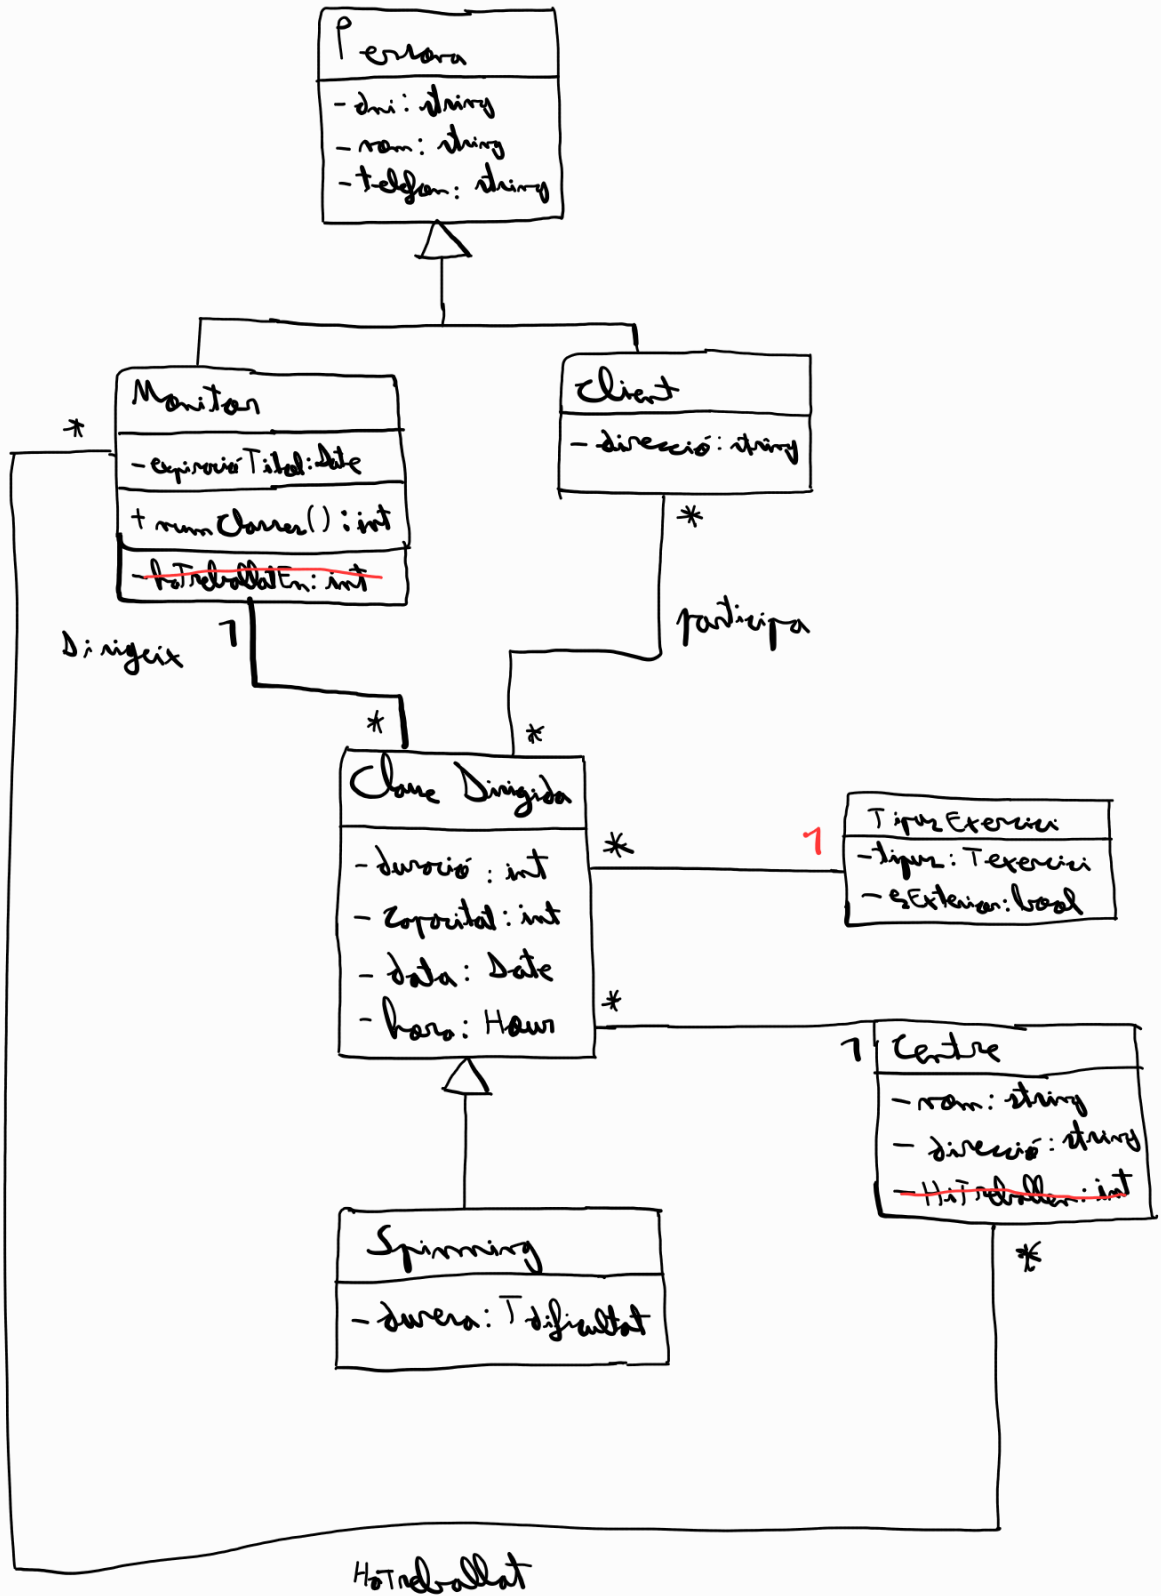 Persona
- dni: string
- nom: string
- telefon: string
Monitor
- expiracióTitol: Date
+ numClasses(): int
- haTreballatEn: int
*
Client
- direcció: string
*
participa
Dirigeix
1
*
*
Classe Dirigida
- duració: int
- capacitat: int
- data: Date
- hora: Hour
*
1
TipusExercici
- tipus: Texercici
- esExterior: bool
*
1
Centre
- nom: string
- direcció: string
- HiTreballen: int
*
Spinning
- duresa: Tdificultat
HaTreballat